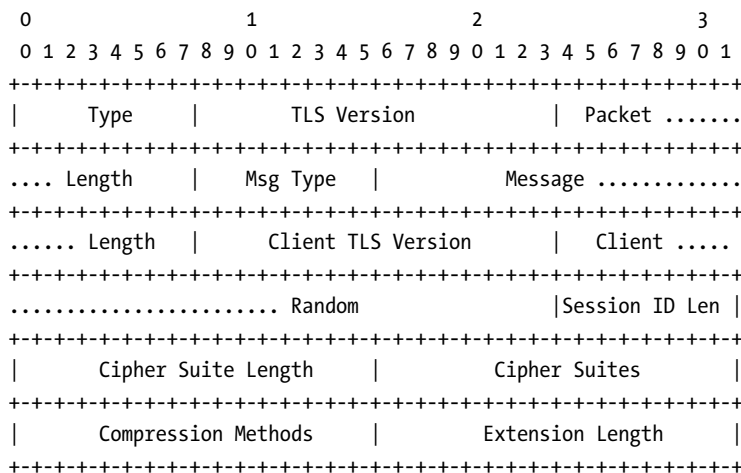 0                   1                   2                   3
 0 1 2 3 4 5 6 7 8 9 0 1 2 3 4 5 6 7 8 9 0 1 2 3 4 5 6 7 8 9 0 1
+-+-+-+-+-+-+-+-+-+-+-+-+-+-+-+-+-+-+-+-+-+-+-+-+-+-+-+-+-+-+-+-+
|      Type     |        TLS Version            |  Packet .......
+-+-+-+-+-+-+-+-+-+-+-+-+-+-+-+-+-+-+-+-+-+-+-+-+-+-+-+-+-+-+-+-+
.... Length     |    Msg Type   |           Message .............
+-+-+-+-+-+-+-+-+-+-+-+-+-+-+-+-+-+-+-+-+-+-+-+-+-+-+-+-+-+-+-+-+
...... Length   |      Client TLS Version       |   Client .....
+-+-+-+-+-+-+-+-+-+-+-+-+-+-+-+-+-+-+-+-+-+-+-+-+-+-+-+-+-+-+-+-+
........................ Random                 |Session ID Len |
+-+-+-+-+-+-+-+-+-+-+-+-+-+-+-+-+-+-+-+-+-+-+-+-+-+-+-+-+-+-+-+-+
|       Cipher Suite Length     |          Cipher Suites        |
+-+-+-+-+-+-+-+-+-+-+-+-+-+-+-+-+-+-+-+-+-+-+-+-+-+-+-+-+-+-+-+-+
|       Compression Methods     |         Extension Length      |
+-+-+-+-+-+-+-+-+-+-+-+-+-+-+-+-+-+-+-+-+-+-+-+-+-+-+-+-+-+-+-+-+